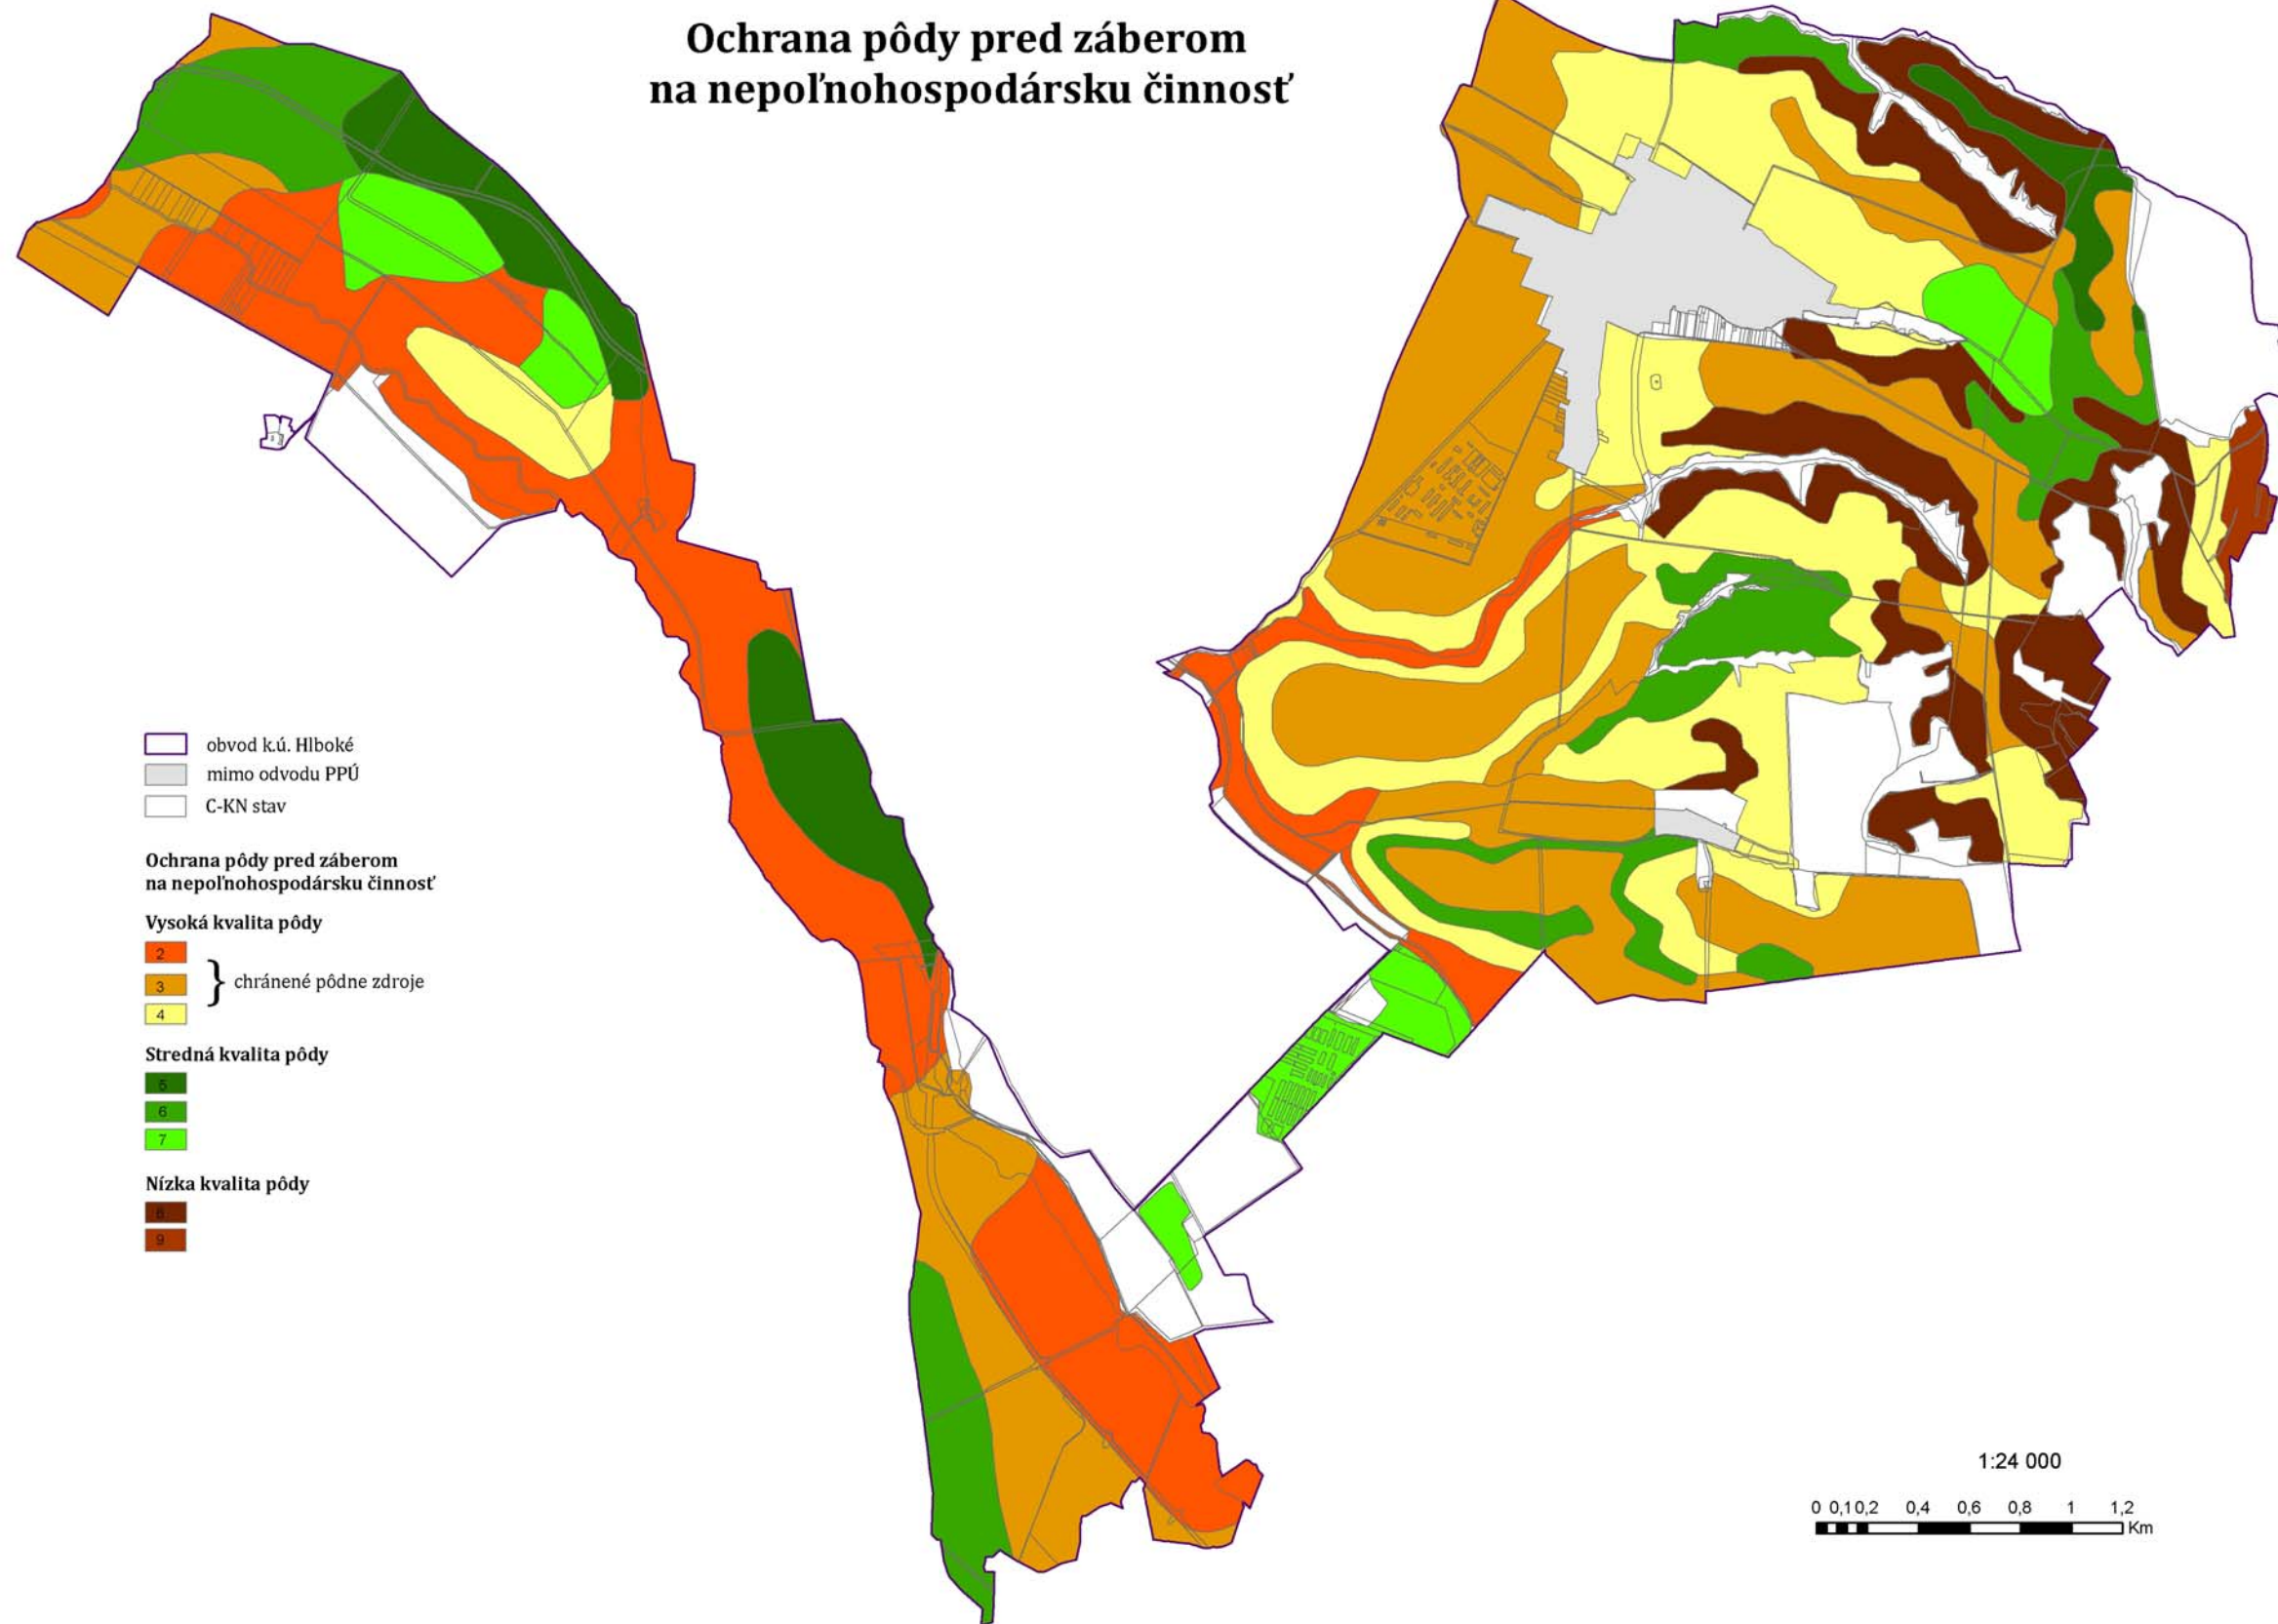 Ochrana pôdy pred záberom
na nepoľnohospodársku činnosť
obvod k.ú. Hlboké
mimo odvodu PPÚ
C-KN stav
Ochrana pôdy pred záberom
na nepoľnohospodársku činnosť
Vysoká kvalita pôdy
2
3
} chránené pôdne zdroje
4
Stredná kvalita pôdy
5
6
7
Nízka kvalita pôdy
8
9
1:24 000
0 0,1 0,2 0,4 0,6 0,8 1 1,2
Km